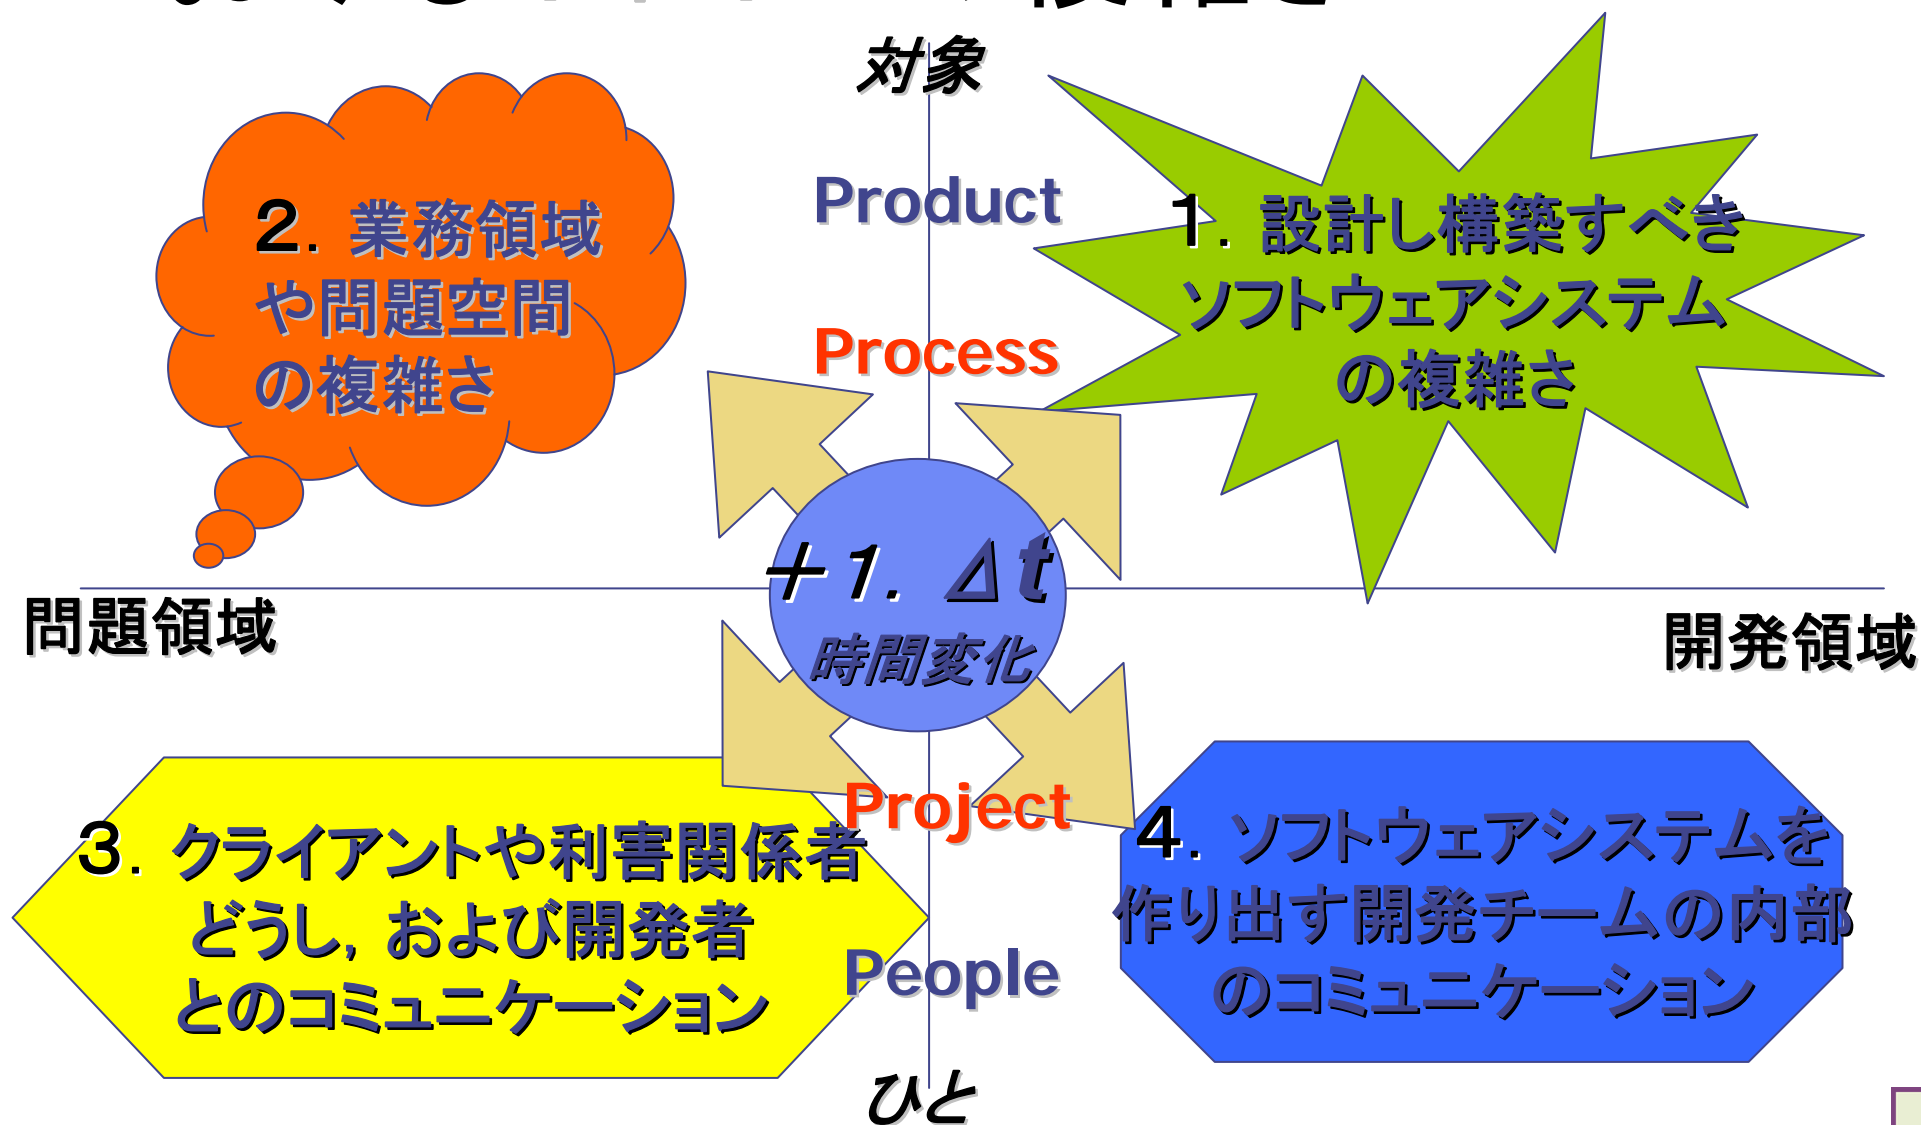 対象
Product
Process
2. 業務領域
や問題空間
の複雑さ
1. 設計し構築すべき
ソフトウェアシステム
の複雑さ
+1. Δt
時間変化
問題領域
開発領域
3. クライアントや利害関係者
どうし, および開発者
とのコミュニケーション
Project
People
4. ソフトウェアシステムを
作り出す開発チームの内部
のコミュニケーション
ひと